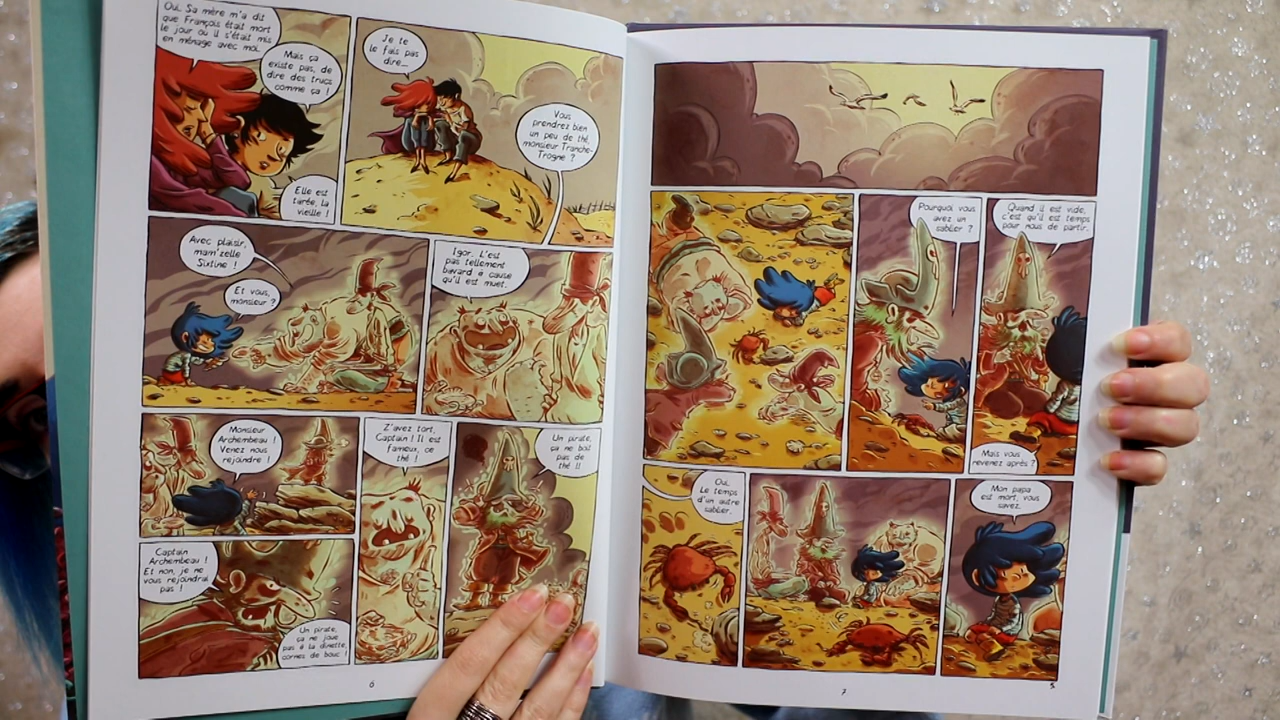 Oui. Sa mère m'a dit
que François était mort
le jour où il s'était mis
en ménage avec moi.
Mais ça
existe pas, de
dire des trucs
comme ça !
Elle est
tarée, la
vieille !
Je te
le fais pas
dire...
Vous
prendrez bien
un peu de thé,
monsieur Tranche-
Trogne ?
Avec plaisir,
mam'zelle
Sixtine !
Et vous,
monsieur ?
Igor. L'est
pas tellement
bavard à cause
qu'il est muet.
Monsieur
Archembeau !
Venez nous
rejoindre !
Captain
Archembeau !
Et non, je ne
vous rejoindrai
pas !
Un pirate,
ça ne joue
pas à la dînette,
cornes de bouc !
Z'avez tort,
Captain ! Il est
fameux, ce
thé !
Un pirate,
ça ne boit
pas de
thé !!
6
Pourquoi vous
avez un
sablier ?
Quand il est vide,
c'est qu'il est temps
pour nous de partir.
Mais vous
revenez après ?
Oui.
Le temps
d'un autre
sablier.
Mon papa
est mort, vous
savez.
7